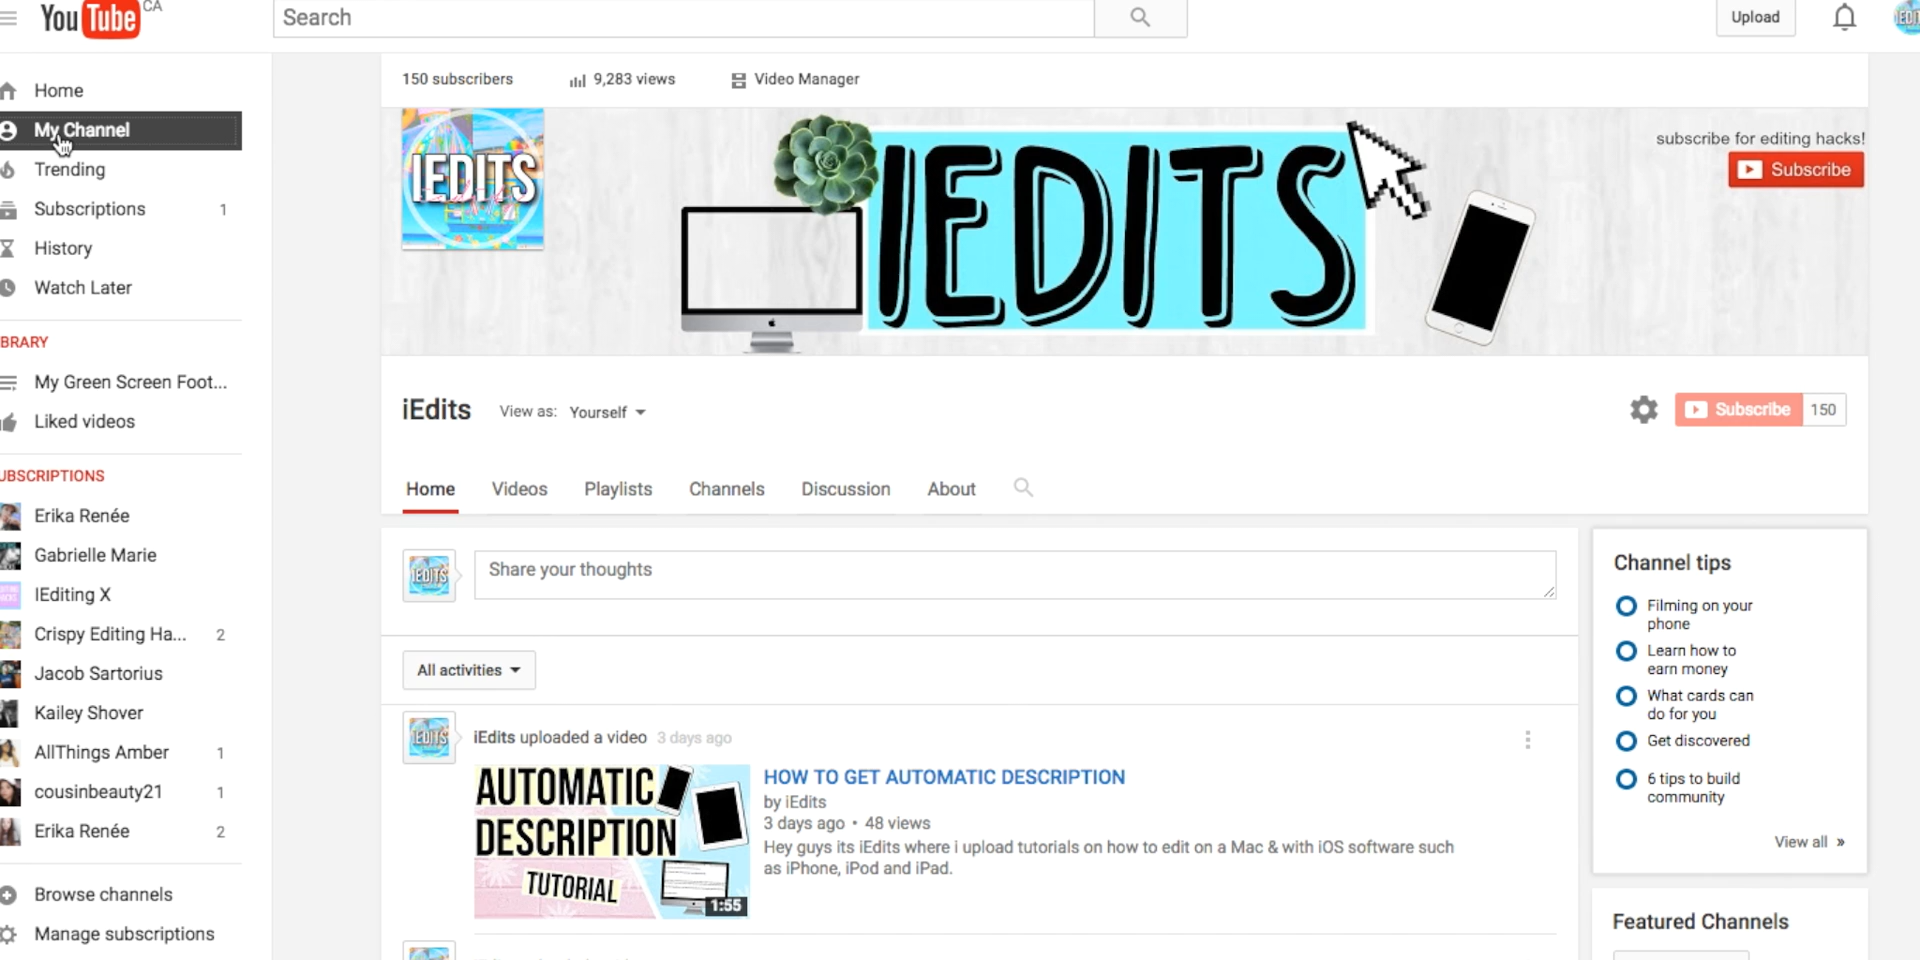 YouTube CA
Search
Upload
IEDITS
Home
My Channel
Trending
Subscriptions 1
History
Watch Later
BRARY
My Green Screen Foot...
Liked videos
UBSCRIPTIONS
Erika Renée
Gabrielle Marie
IEditing X
Crispy Editing Ha... 2
Jacob Sartorius
Kailey Shover
AllThings Amber 1
cousinbeauty21 1
Erika Renée 2
Browse channels
Manage subscriptions
150 subscribers 9,283 views Video Manager
IEDITS
IEDITS
subscribe for editing hacks!
Subscribe
iEdits View as: Yourself
Subscribe 150
Home Videos Playlists Channels Discussion About
IEDITS
Share your thoughts
All activities
IEDITS
iEdits uploaded a video 3 days ago
AUTOMATIC
DESCRIPTION
TUTORIAL
1:55
HOW TO GET AUTOMATIC DESCRIPTION
by iEdits
3 days ago • 48 views
Hey guys its iEdits where i upload tutorials on how to edit on a Mac & with iOS software such
as iPhone, iPod and iPad.
Channel tips
Filming on your
phone
Learn how to
earn money
What cards can
do for you
Get discovered
6 tips to build
community
View all »
Featured Channels